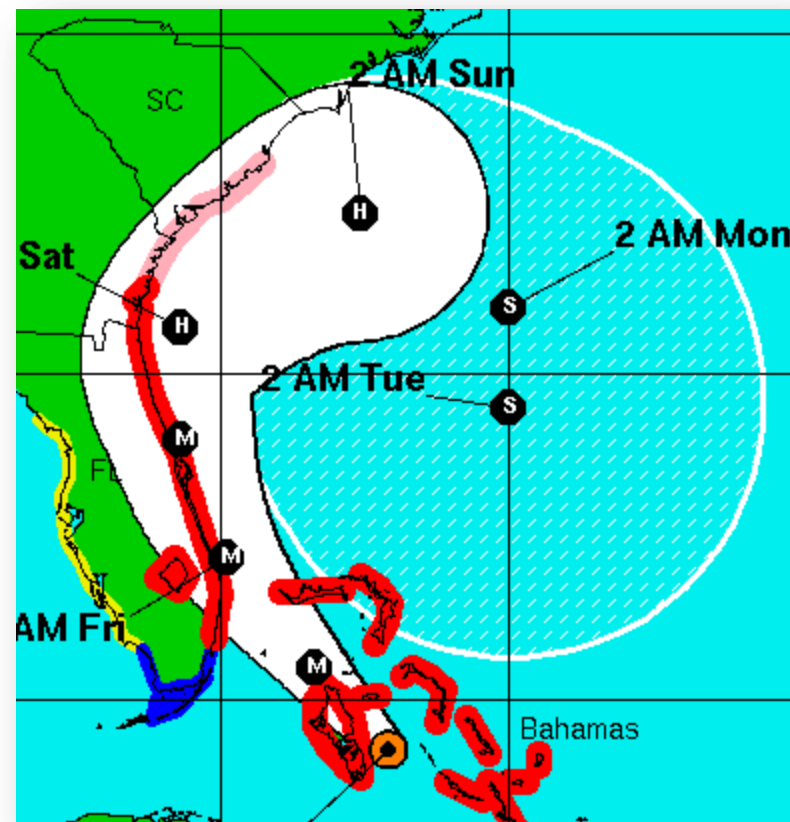 2 AM Sun
SC
H
2 AM Mon
S
Sat
H
2 AM Tue
S
M
FL
M
AM Fri
M
Bahamas